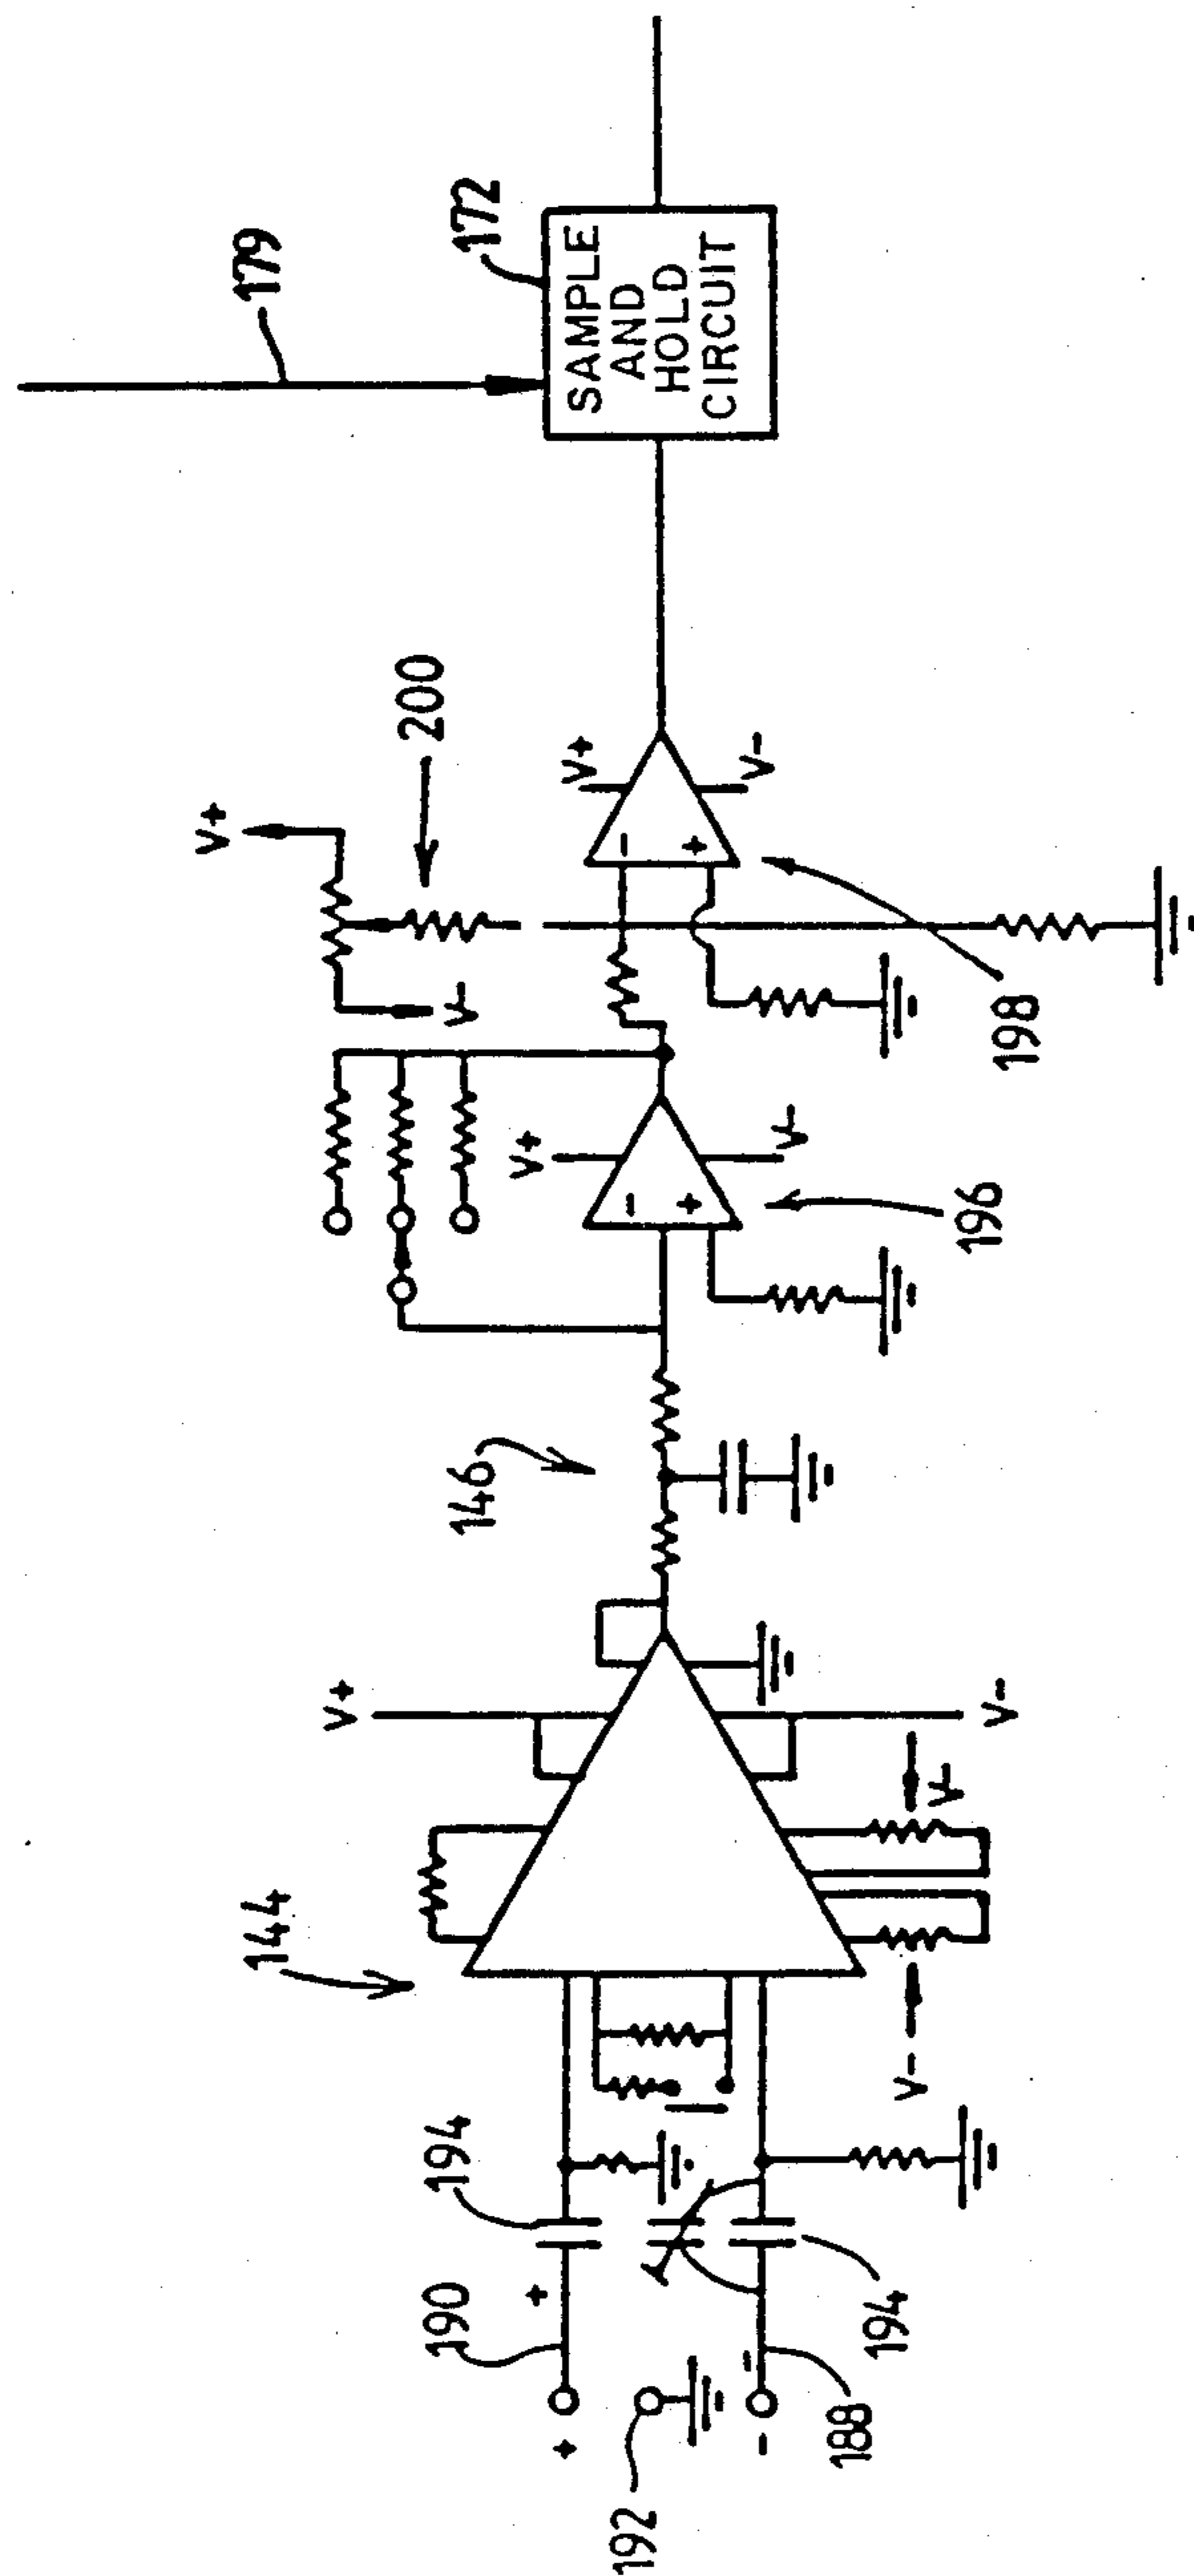 179
172
SAMPLE
AND
HOLD
CIRCUIT
200
V+
V-
V+
V-
-
+
198
V+
V-
-
+
196
146
144
V+
V-
V-
V-
194
190
+
+
192
-
=
188
194